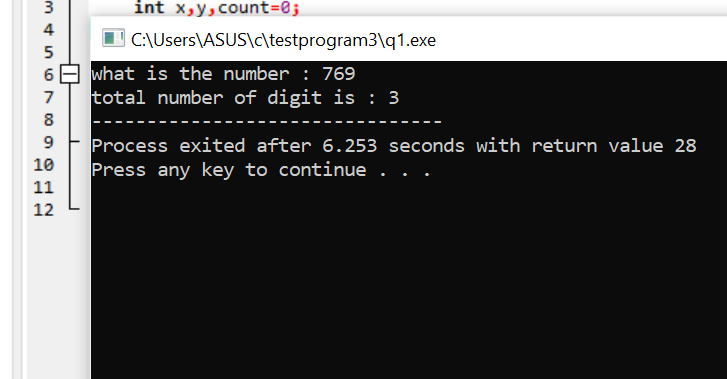 3 int x,y,count=0;
4
5
6
7
8
9
10
11
12
C:\Users\ASUS\c\testprogram3\q1.exe
what is the number : 769
total number of digit is : 3
--------------------------------
Process exited after 6.253 seconds with return value 28
Press any key to continue . . .